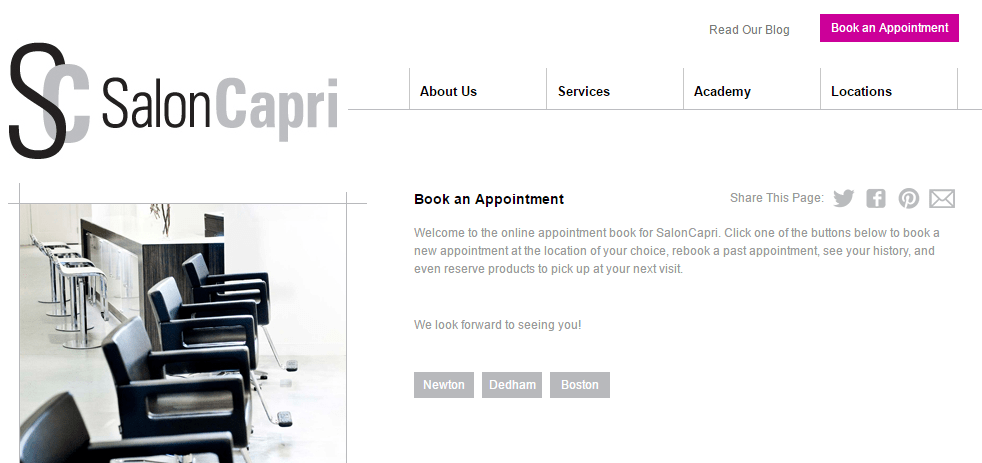 Read Our Blog
Book an Appointment
SC SalonCapri
About Us
Services
Academy
Locations
Book an Appointment
Share This Page:
Welcome to the online appointment book for SalonCapri. Click one of the buttons below to book a
new appointment at the location of your choice, rebook a past appointment, see your history, and
even reserve products to pick up at your next visit.
We look forward to seeing you!
Newton
Dedham
Boston